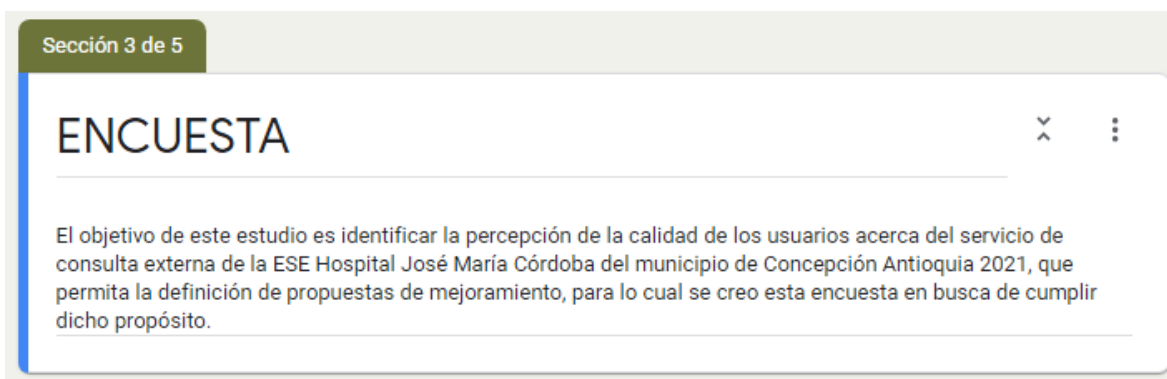 Sección 3 de 5
ENCUESTA
El objetivo de este estudio es identificar la percepción de la calidad de los usuarios acerca del servicio de
consulta externa de la ESE Hospital José María Córdoba del municipio de Concepción Antioquia 2021, que
permita la definición de propuestas de mejoramiento, para lo cual se creo esta encuesta en busca de cumplir
dicho propósito.